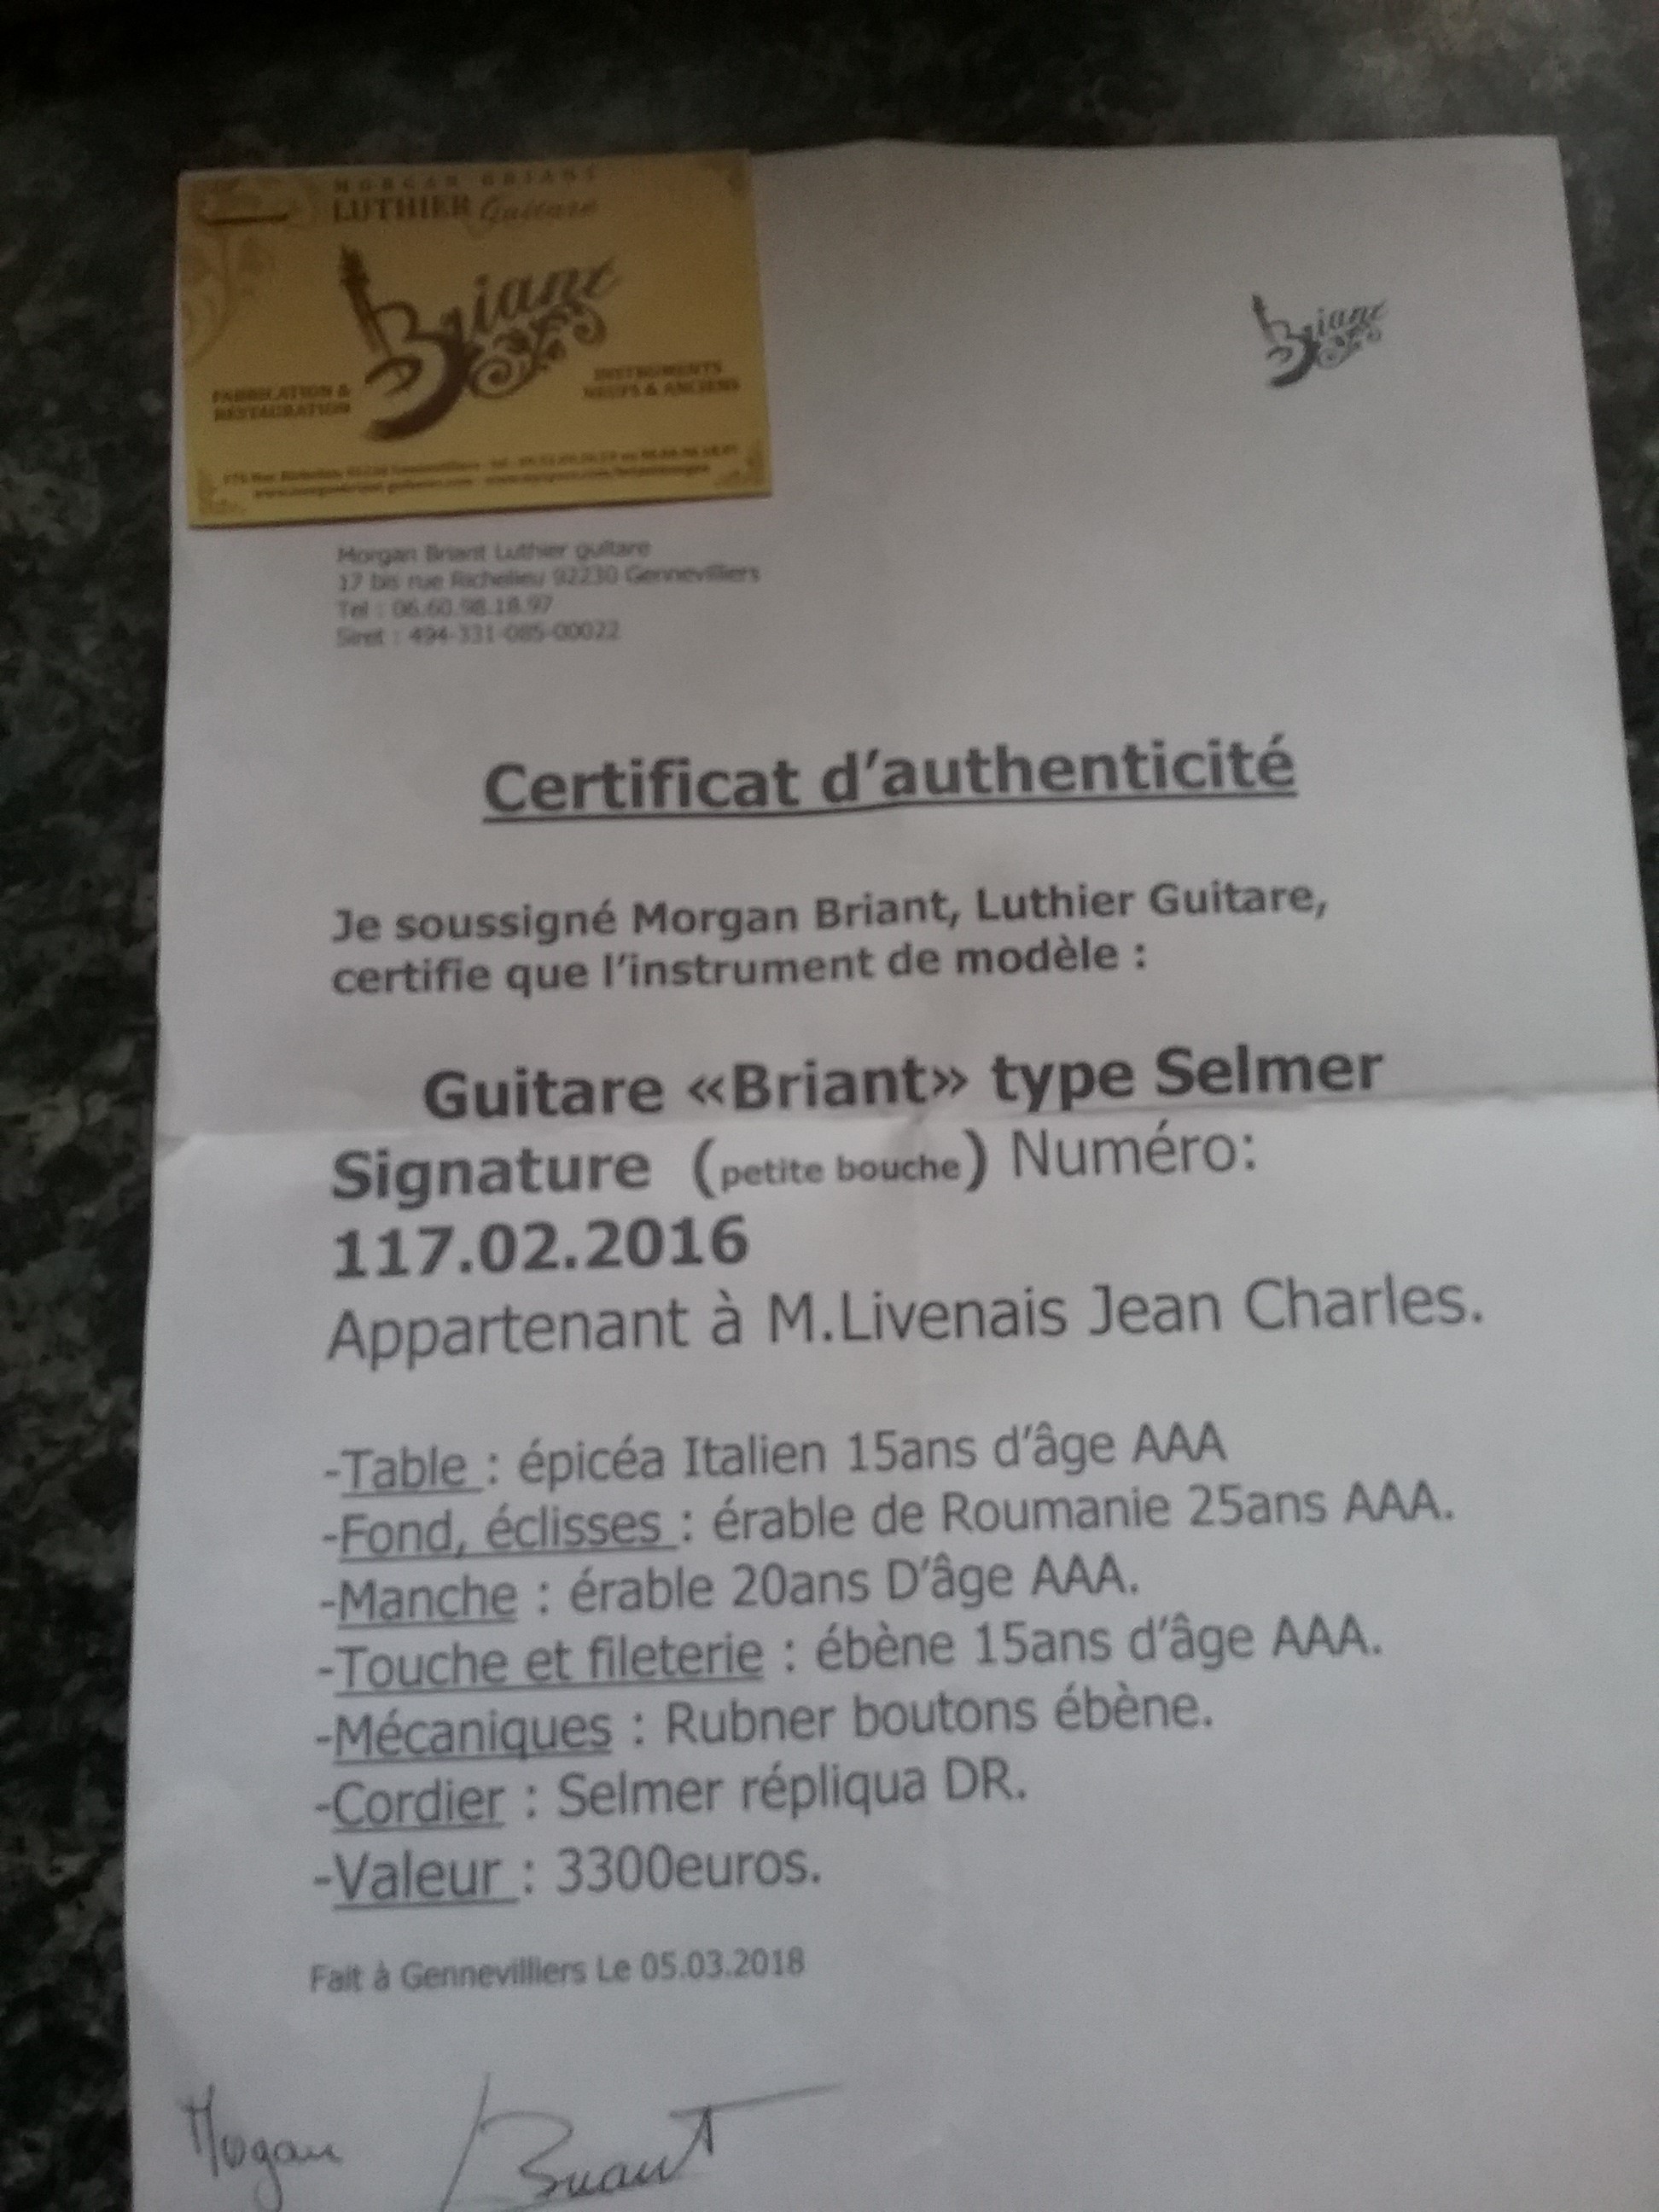 MORGAN BRIANT
LUTHIER Guitare
Briant
FABRICATION &
RESTAURATION
INSTRUMENTS
NEUFS & ANCIENS
Briant
Morgan Briant Luthier guitare
17 bis rue Richelieu 92230 Gennevilliers
Tel : 06.60.98.18.97
Siret : 494-331-085-00022
Certificat d'authenticité
Je soussigné Morgan Briant, Luthier Guitare,
certifie que l'instrument de modèle :
Guitare «Briant» type Selmer
Signature (petite bouche) Numéro:
117.02.2016
Appartenant à M.Livenais Jean Charles.
-Table : épicéa Italien 15ans d'âge AAA
-Fond, éclisses : érable de Roumanie 25ans AAA.
-Manche : érable 20ans D'âge AAA.
-Touche et fileterie : ébène 15ans d'âge AAA.
-Mécaniques : Rubner boutons ébène.
-Cordier : Selmer répliqua DR.
-Valeur : 3300euros.
Fait à Gennevilliers Le 05.03.2018
Morgan Briant